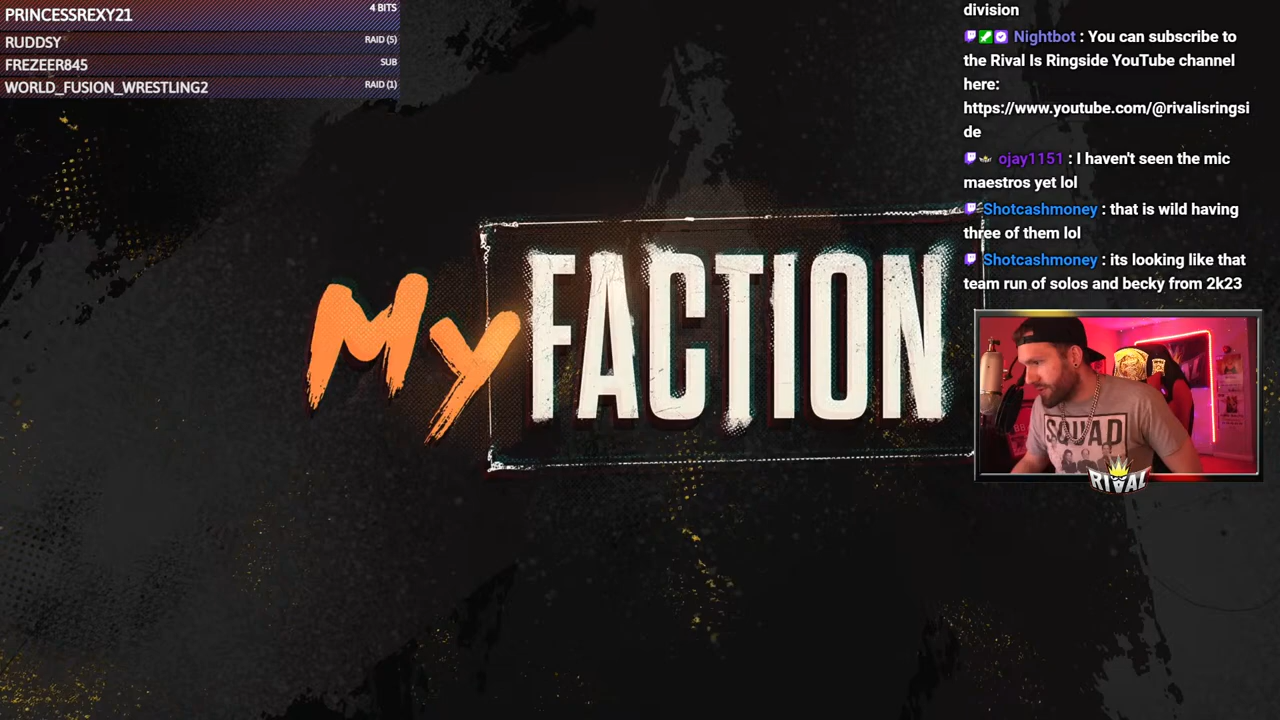 PRINCESSREXY21 4 BITS
RUDDSY RAID (5)
FREZEER845 SUB
WORLD_FUSION_WRESTLING2 RAID (1)
division
Nightbot : You can subscribe to
the Rival Is Ringside YouTube channel
here:
https://www.youtube.com/@rivalisringsi
de
ojay1151 : I haven't seen the mic
maestros yet lol
Shotcashmoney : that is wild having
three of them lol
Shotcashmoney : its looking like that
team run of solos and becky from 2k23
My FACTION
SQUAD
RIVAL